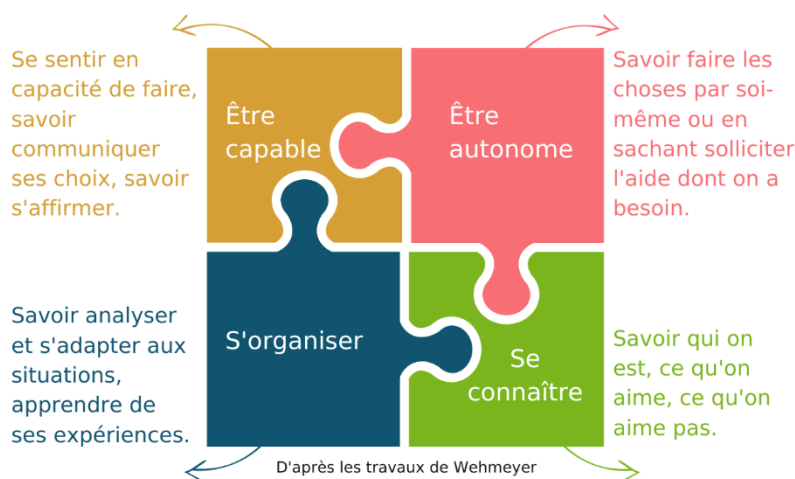 Se sentir en
capacité de faire,
savoir
communiquer
ses choix, savoir
s'affirmer.
Être
capable
Être
autonome
Savoir faire les
choses par soi-
même ou en
sachant solliciter
l'aide dont on a
besoin.
Savoir analyser
et s'adapter aux
situations,
apprendre de
ses expériences.
S'organiser
Se
connaître
Savoir qui on
est, ce qu'on
aime, ce qu'on
aime pas.
D'après les travaux de Wehmeyer